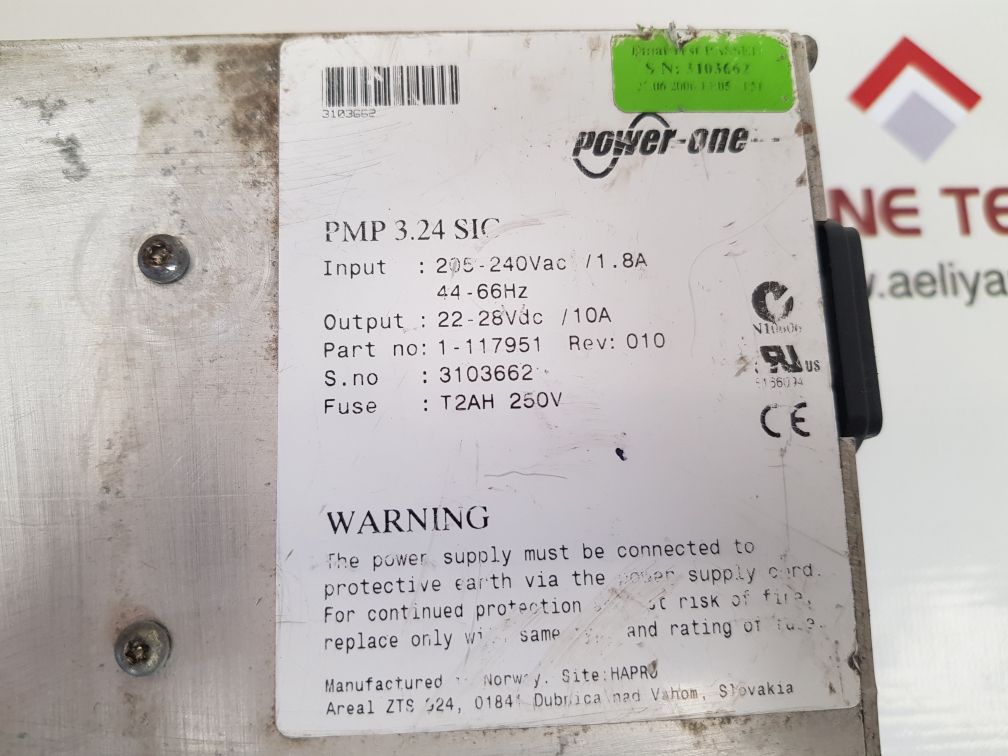 S N: 3103662
3103662
power-one
PMP 3.24 SIC
Input : 205-240Vac /1.8A
44-66Hz
Output : 22-28Vdc /10A
Part no: 1-117951 Rev: 010
S.no : 3103662
Fuse : T2AH 250V
US
CE
NE TE
w.aeliya
WARNING
The power supply must be connected to
protective earth via the power supply cord.
For continued protection risk of fire,
replace only with same and rating of fuse.
Manufactured Norway. Site: HAPRO
Areal ZTS 924, 01841 Dubnica nad Vahom, Slovakia